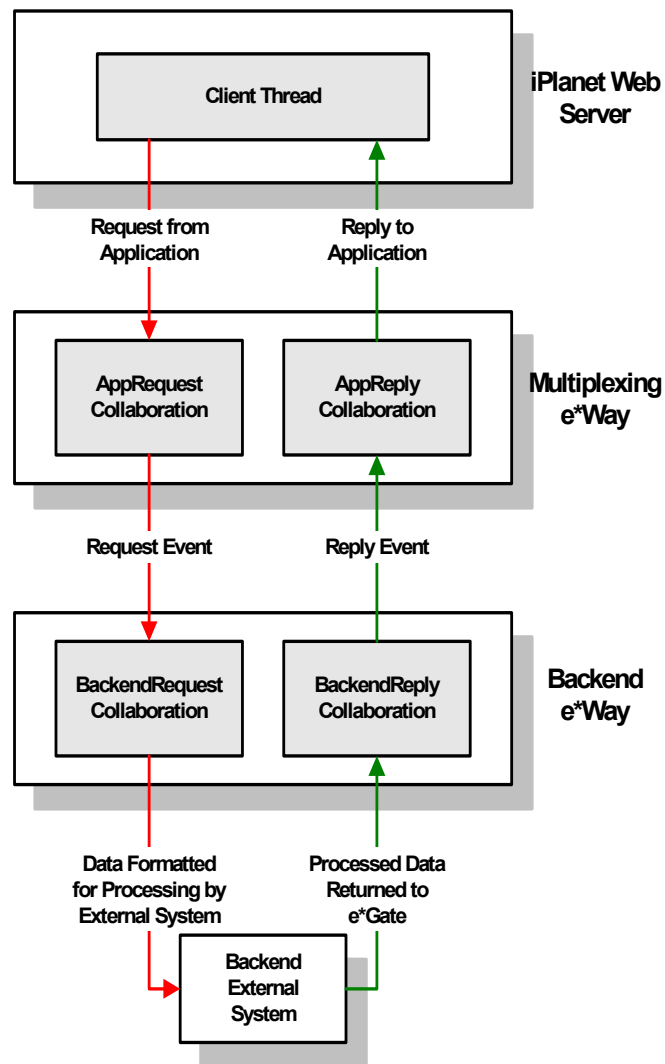 Client Thread
iPlanet Web
Server
Request from
Application
Reply to
Application
AppRequest
Collaboration
AppReply
Collaboration
Multiplexing
e*Way
Request Event
Reply Event
BackendRequest
Collaboration
BackendReply
Collaboration
Backend
e*Way
Data Formatted
for Processing by
External System
Processed Data
Returned to
e*Gate
Backend
External
System